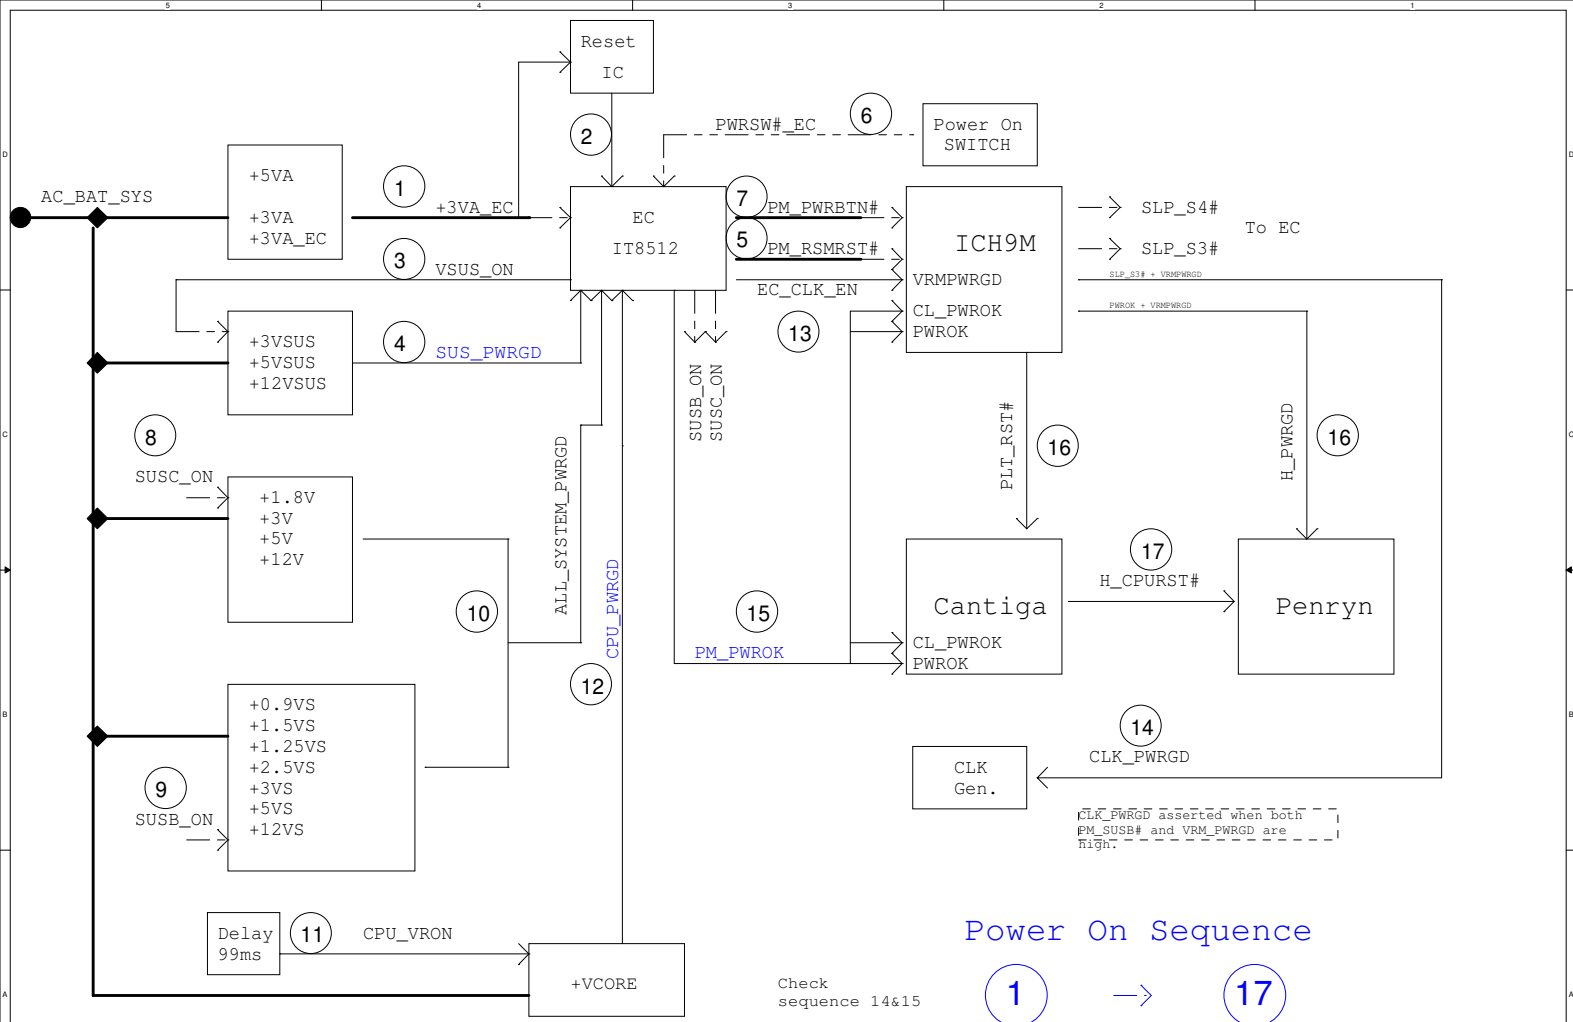 5
4
3
2
1
D
D
C
C
B
B
A
A
Reset
IC
2
PWRSW#_EC
6
Power On
SWITCH
AC_BAT_SYS
+5VA
+3VA
+3VA_EC
1
+3VA_EC
EC
IT8512
7
PM_PWRBTN#
5
PM_RSMRST#
EC_CLK_EN
13
ICH9M
VRMPWRGD
CL_PWROK
PWROK
SLP_S4#
SLP_S3#
To EC
SLP_S3# + VRMPWRGD
PWROK + VRMPWRGD
3
VSUS_ON
+3VSUS
+5VSUS
+12VSUS
4
SUS_PWRGD
SUSB_ON
SUSC_ON
8
SUSC_ON
+1.8V
+3V
+5V
+12V
10
ALL_SYSTEM_PWRGD
CPU_PWRGD
12
PLT_RST#
16
H_PWRGD
16
15
PM_PWROK
Cantiga
CL_PWROK
PWROK
17
H_CPURST#
Penryn
+0.9VS
+1.5VS
+1.25VS
+2.5VS
+3VS
+5VS
+12VS
9
SUSB_ON
14
CLK_PWRGD
CLK
Gen.
CLK_PWRGD asserted when both
PM_SUSB# and VRM_PWRGD are
high.
Delay
99ms
11
CPU_VRON
+VCORE
Check
sequence 14&15
Power On Sequence
1
17